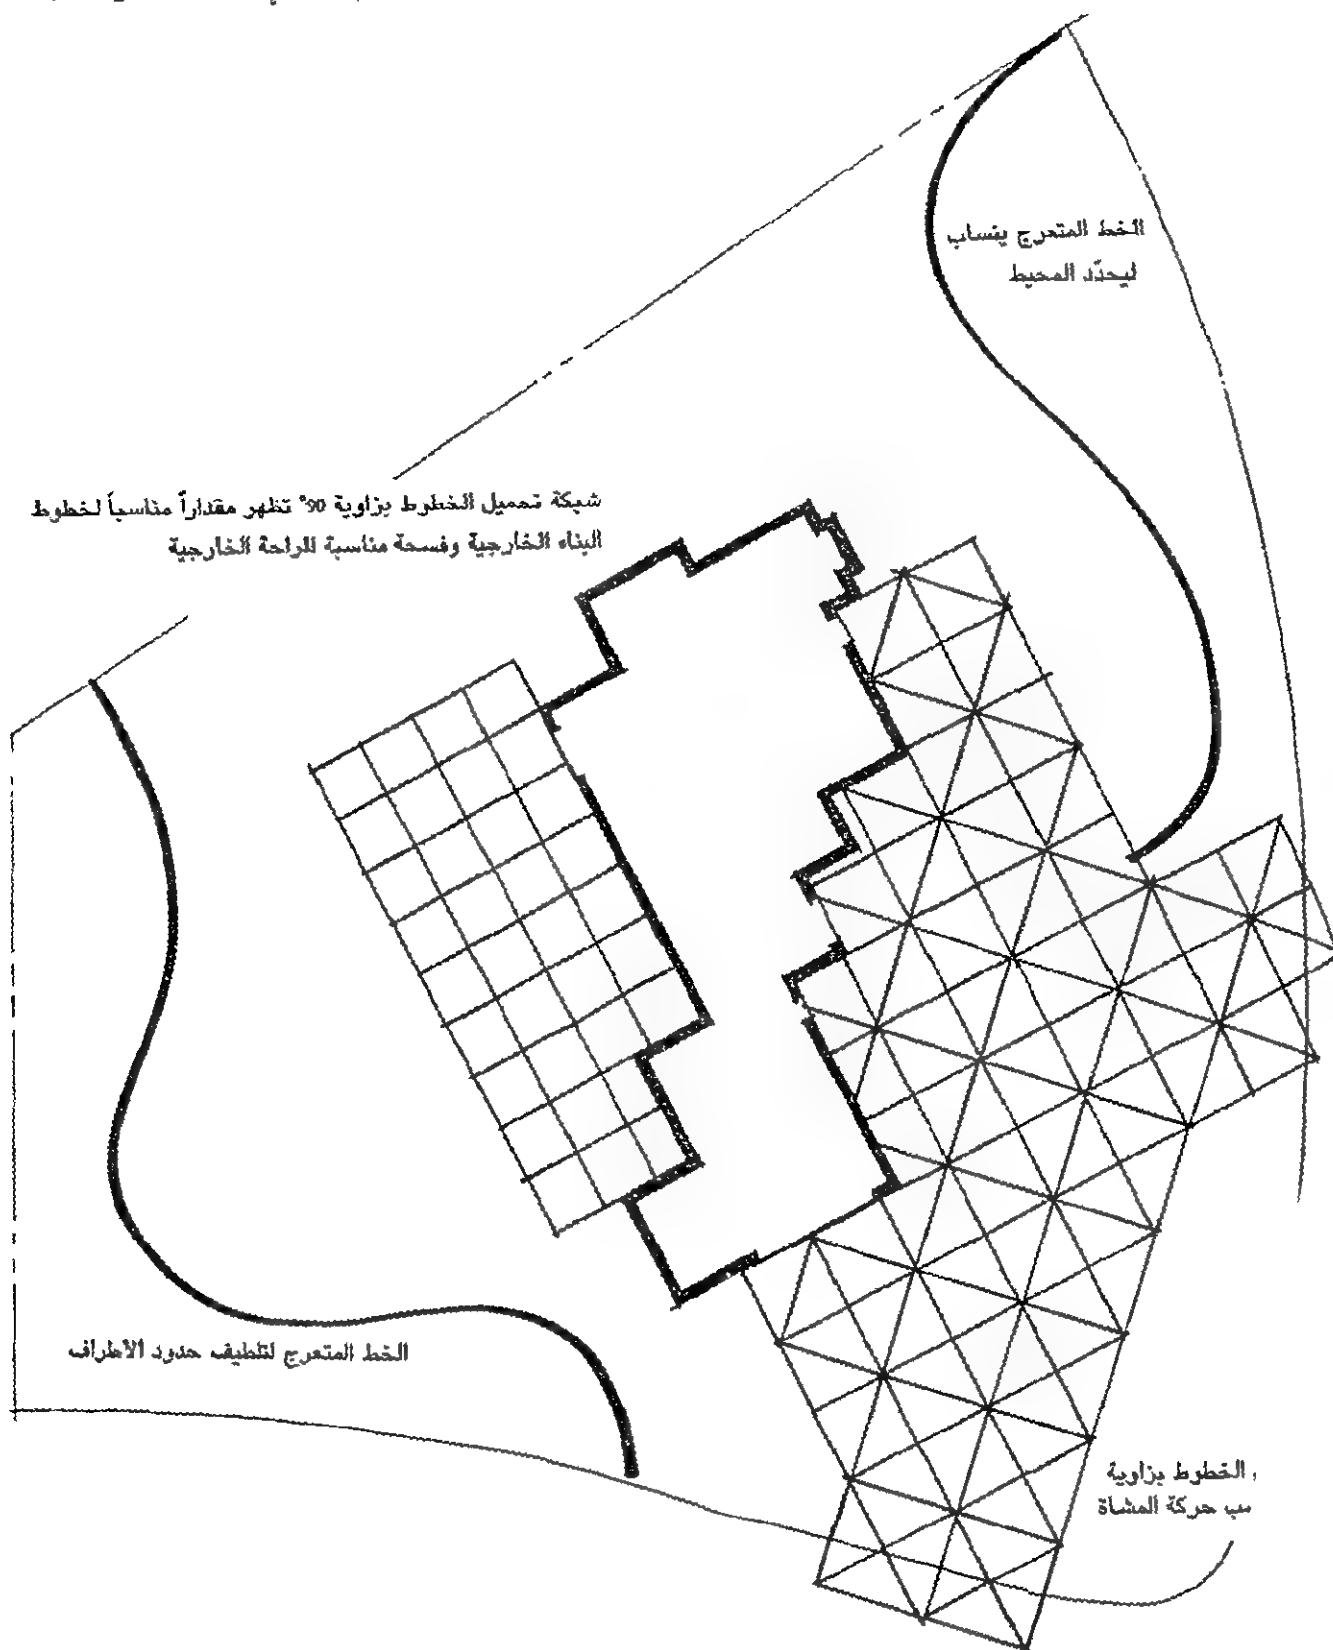 الخط المتعرج ينساب
ليحدّد المحيط
شبكة تحميل الخطوط بزاوية 90° تظهر مقداراً مناسباً لخطوط
البناء الخارجية وفسحة مناسبة للراحة الخارجية
الخط المتعرج لتلطيف حدود الأطراف
الخطوط بزاوية
حركة المشاة